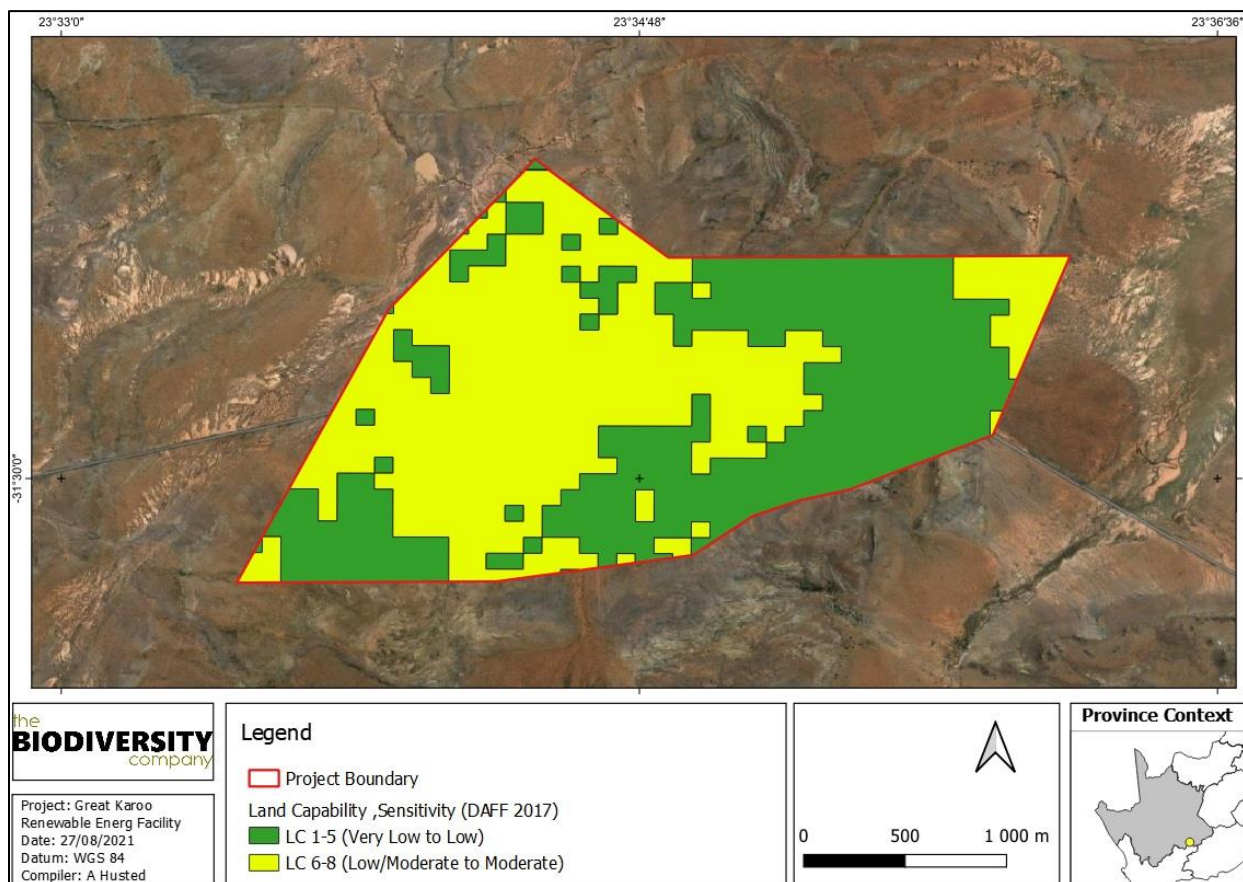 23°33'0"
23°34'48"
23°36'36"
-31°30'0"
the
BIODIVERSITY
company
Project: Great Karoo
Renewable Energ Facility
Date: 27/08/2021
Datum: WGS 84
Compiler: A Husted
Legend
Project Boundary
Land Capability ,Sensitivity (DAFF 2017)
LC 1-5 (Very Low to Low)
LC 6-8 (Low/Moderate to Moderate)
0 500 1 000 m
Province Context